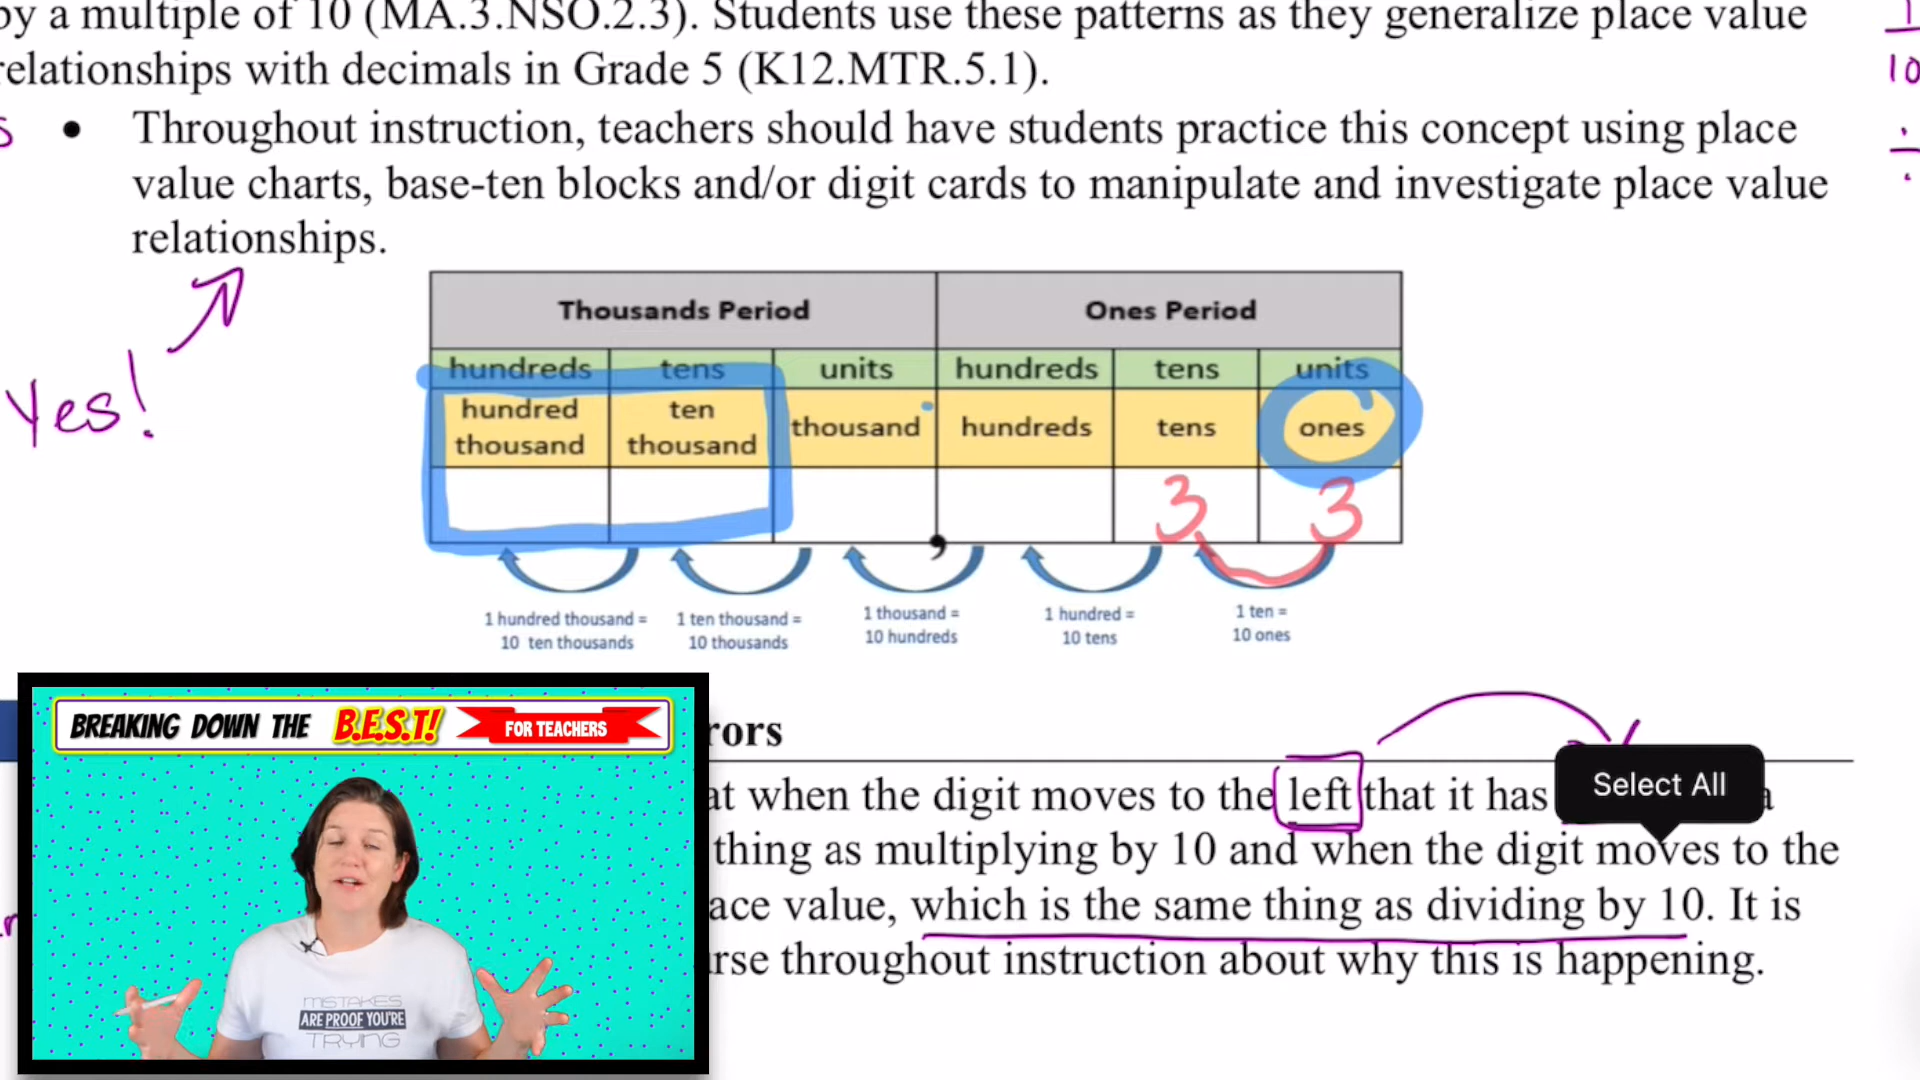 by a multiple of 10 (MA.3.NSO.2.3). Students use these patterns as they generalize place value
relationships with decimals in Grade 5 (K12.MTR.5.1).
• Throughout instruction, teachers should have students practice this concept using place
value charts, base-ten blocks and/or digit cards to manipulate and investigate place value
relationships.
1
10
÷
Yes!
Thousands Period Ones Period
hundreds tens units hundreds tens units
hundred thousand ten thousand thousand hundreds tens ones
3 3
,
1 hundred thousand = 10 ten thousands
1 ten thousand = 10 thousands
1 thousand = 10 hundreds
1 hundred = 10 tens
1 ten = 10 ones
BREAKING DOWN THE B.E.S.T! FOR TEACHERS
MISTAKES
ARE PROOF YOU'RE
TRYING
rors
Select All
at when the digit moves to the left that it has a
thing as multiplying by 10 and when the digit moves to the
ace value, which is the same thing as dividing by 10. It is
urse throughout instruction about why this is happening.